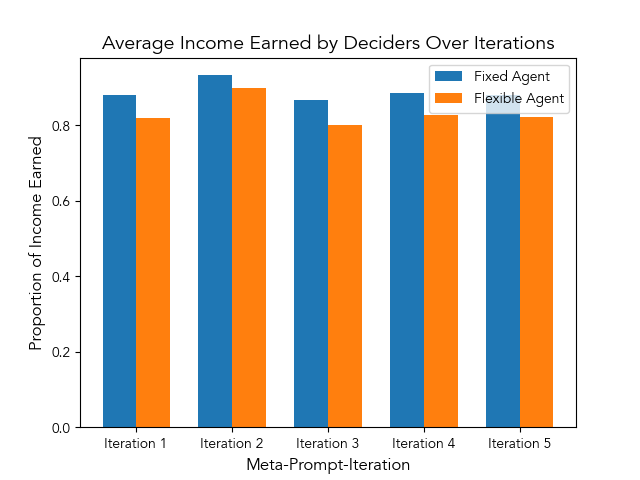 Average Income Earned by Deciders Over Iterations
Fixed Agent
Flexible Agent
Proportion of Income Earned
0.8
0.6
0.4
0.2
0.0
Iteration 1
Iteration 2
Iteration 3
Iteration 4
Iteration 5
Meta-Prompt-Iteration